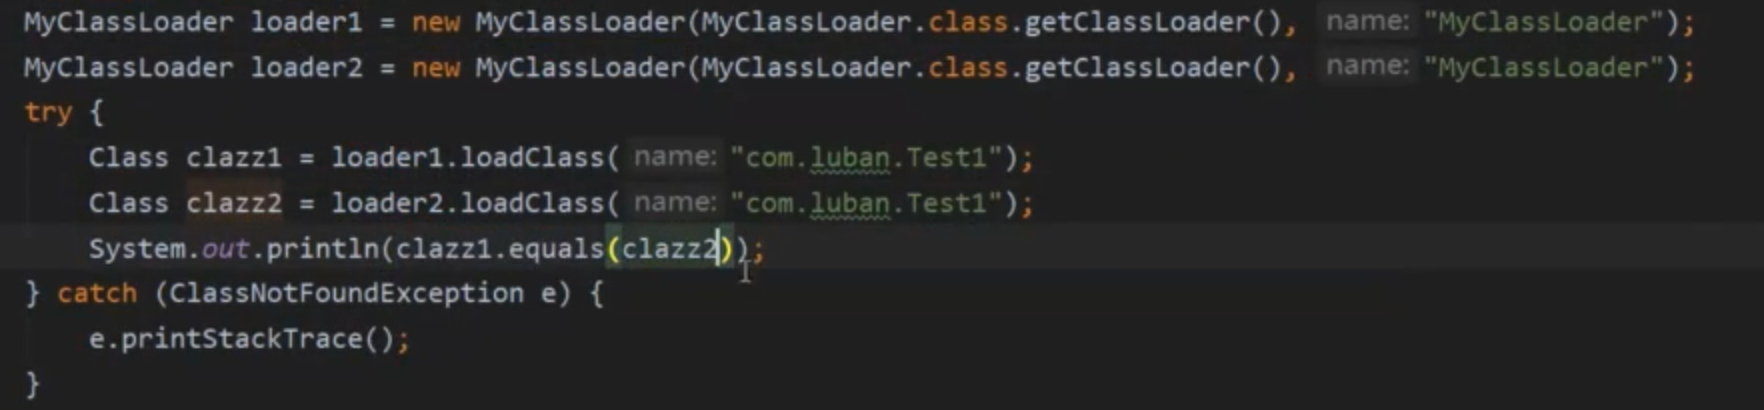 MyClassLoader loader1 = new MyClassLoader(MyClassLoader.class.getClassLoader(), name: "MyClassLoader");
MyClassLoader loader2 = new MyClassLoader(MyClassLoader.class.getClassLoader(), name: "MyClassLoader");
try {
    Class clazz1 = loader1.loadClass( name: "com.luban.Test1");
    Class clazz2 = loader2.loadClass( name: "com.luban.Test1");
    System.out.println(clazz1.equals(clazz2));
} catch (ClassNotFoundException e) {
    e.printStackTrace();
}